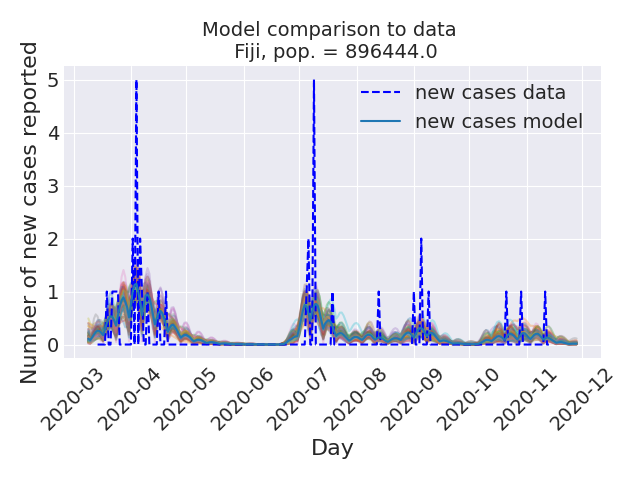 Model comparison to data
Fiji, pop. = 896444.0
Number of new cases reported
5
4
3
2
1
0
new cases data
new cases model
2020-03
2020-04
2020-05
2020-06
2020-07
2020-08
2020-09
2020-10
2020-11
2020-12
Day